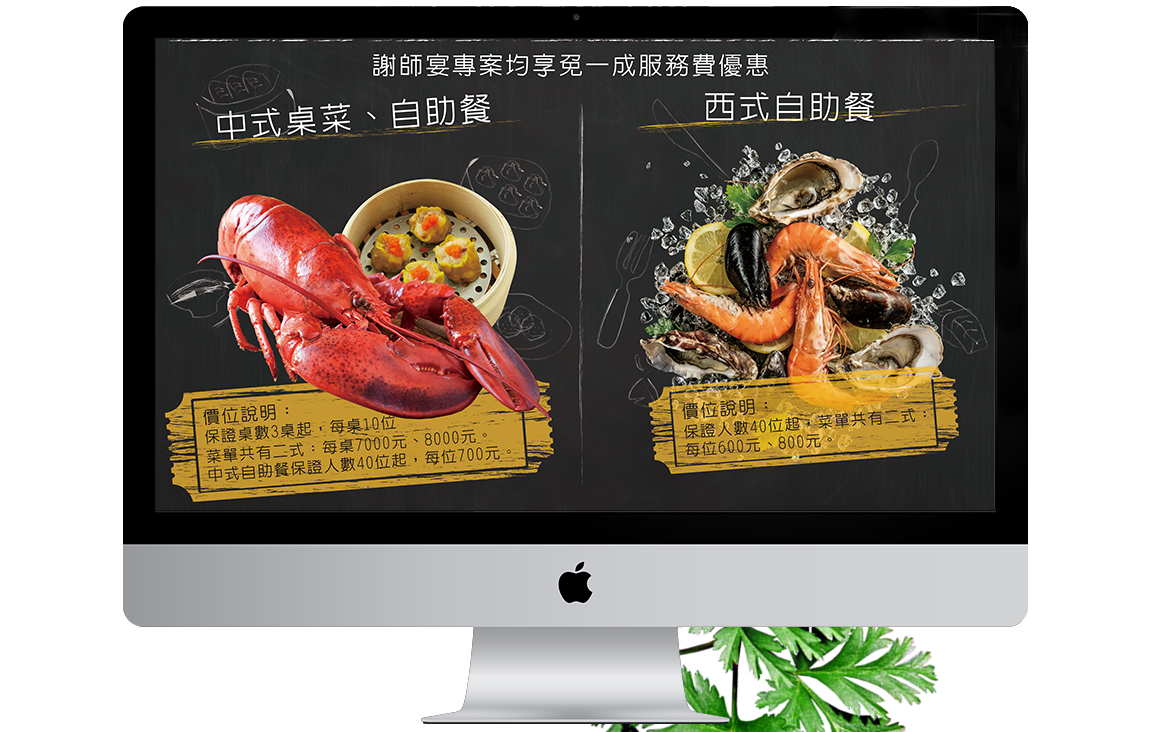 謝師宴專案均享免一成服務費優惠
中式桌菜、自助餐
西式自助餐
價位說明：
保證桌數3桌起，每桌10位
菜單共有二式：每桌7000元、8000元。
中式自助餐保證人數40位起，每位700元。
價位說明：
保證人數40位起，菜單共有二式：
每位600元、800元。